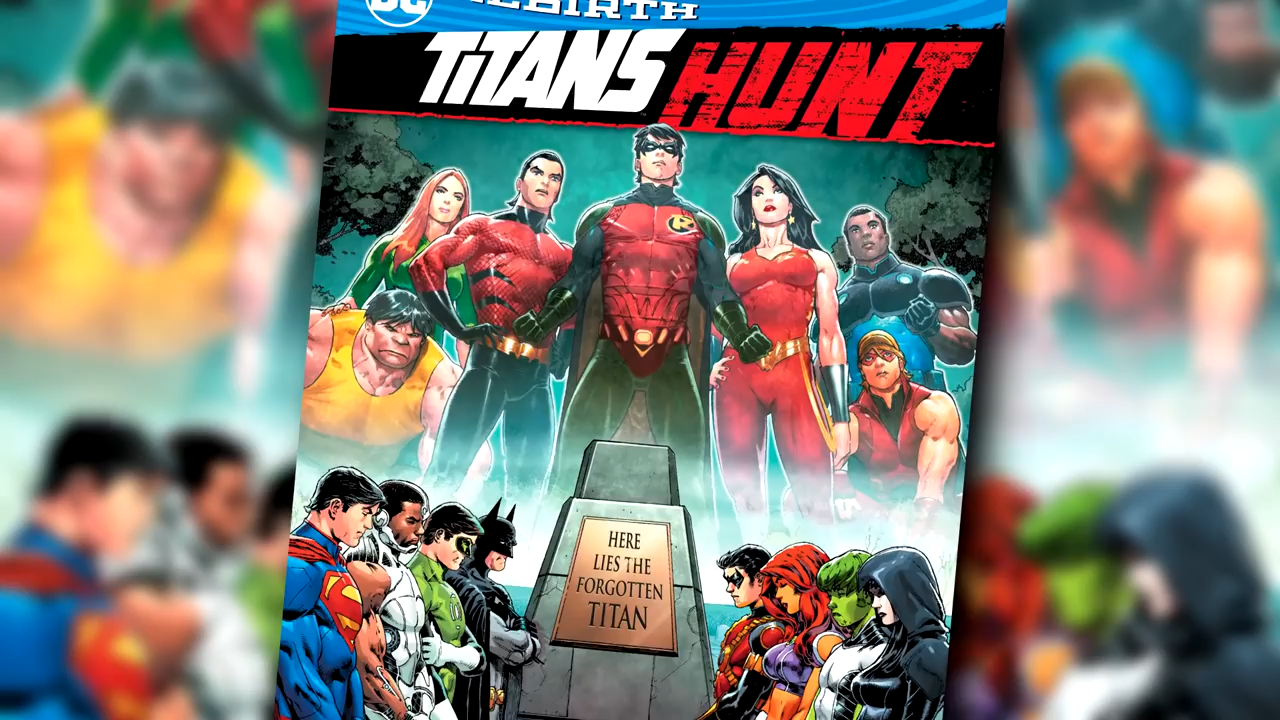 DC
REBIRTH
TITANS HUNT
R
HERE
LIES THE
FORGOTTEN
TITAN